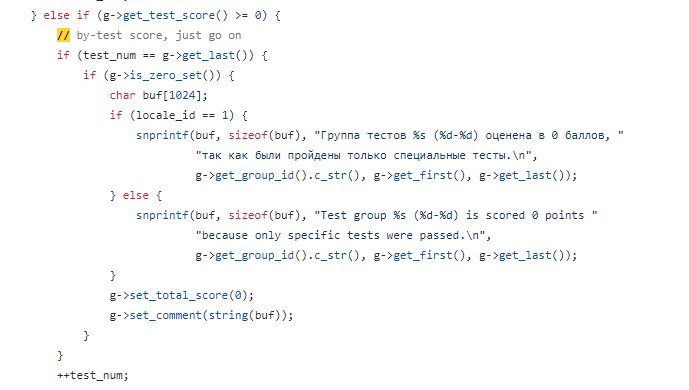 } else if (g->get_test_score() >= 0) {
// by-test score, just go on
if (test_num == g->get_last()) {
if (g->is_zero_set()) {
char buf[1024];
if (locale_id == 1) {
snprintf(buf, sizeof(buf), "Группа тестов %s (%d-%d) оценена в 0 баллов, "
"так как были пройдены только специальные тесты.\n",
g->get_group_id().c_str(), g->get_first(), g->get_last());
} else {
snprintf(buf, sizeof(buf), "Test group %s (%d-%d) is scored 0 points "
"because only specific tests were passed.\n",
g->get_group_id().c_str(), g->get_first(), g->get_last());
}
g->set_total_score(0);
g->set_comment(string(buf));
}
}
++test_num;